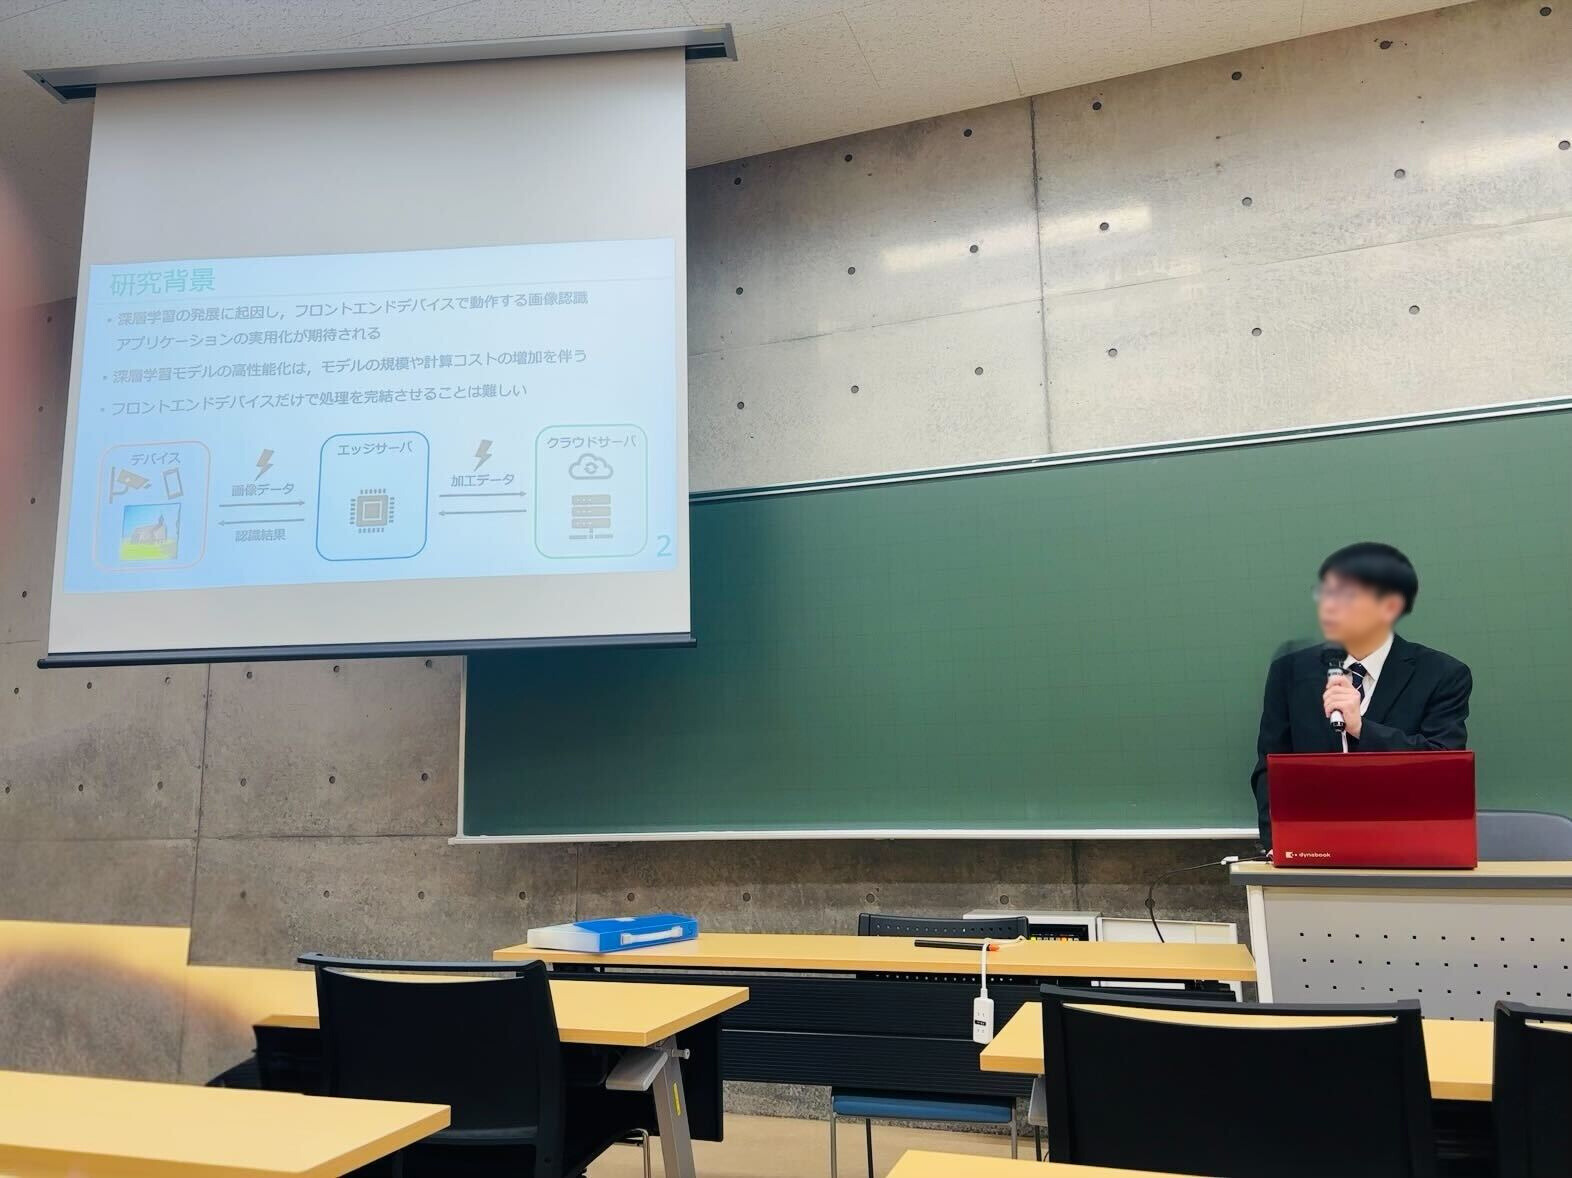 研究背景
・深層学習の発展に起因し，フロントエンドデバイスで動作する画像認識
アプリケーションの実用化が期待される
・深層学習モデルの高性能化は，モデルの規模や計算コストの増加を伴う
・フロントエンドデバイスだけで処理を完結させることは難しい
デバイス
画像データ
認識結果
エッジサーバ
加工データ
クラウドサーバ
2
dynabook